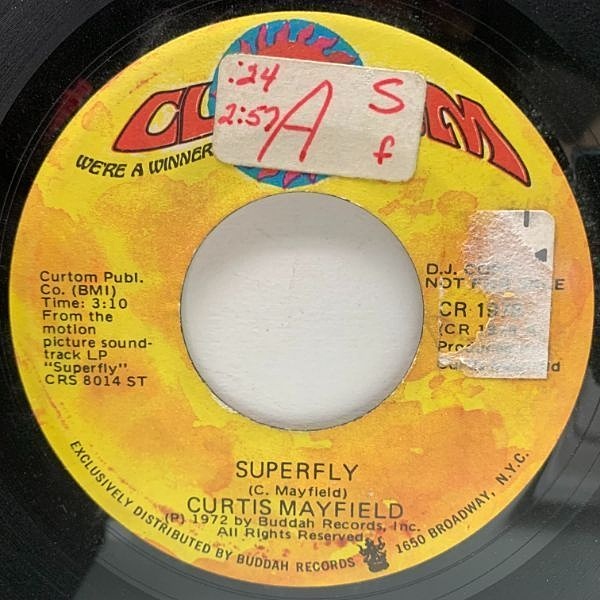 :24
2:57
A
S
f
WE'RE A WINNER
Curtom Publ.
Co. (BMI)
Time: 3:10
From the
motion
picture sound-
track LP
"Superfly"
CRS 8014 ST
D.J.
NOT
CR
SUPERFLY
(C. Mayfield)
CURTIS MAYFIELD
(P) 1972 by Buddah Records, Inc.
All Rights Reserved
EXCLUSIVELY DISTRIBUTED BY BUDDAH RECORDS 1650 BROADWAY, N.Y.C.